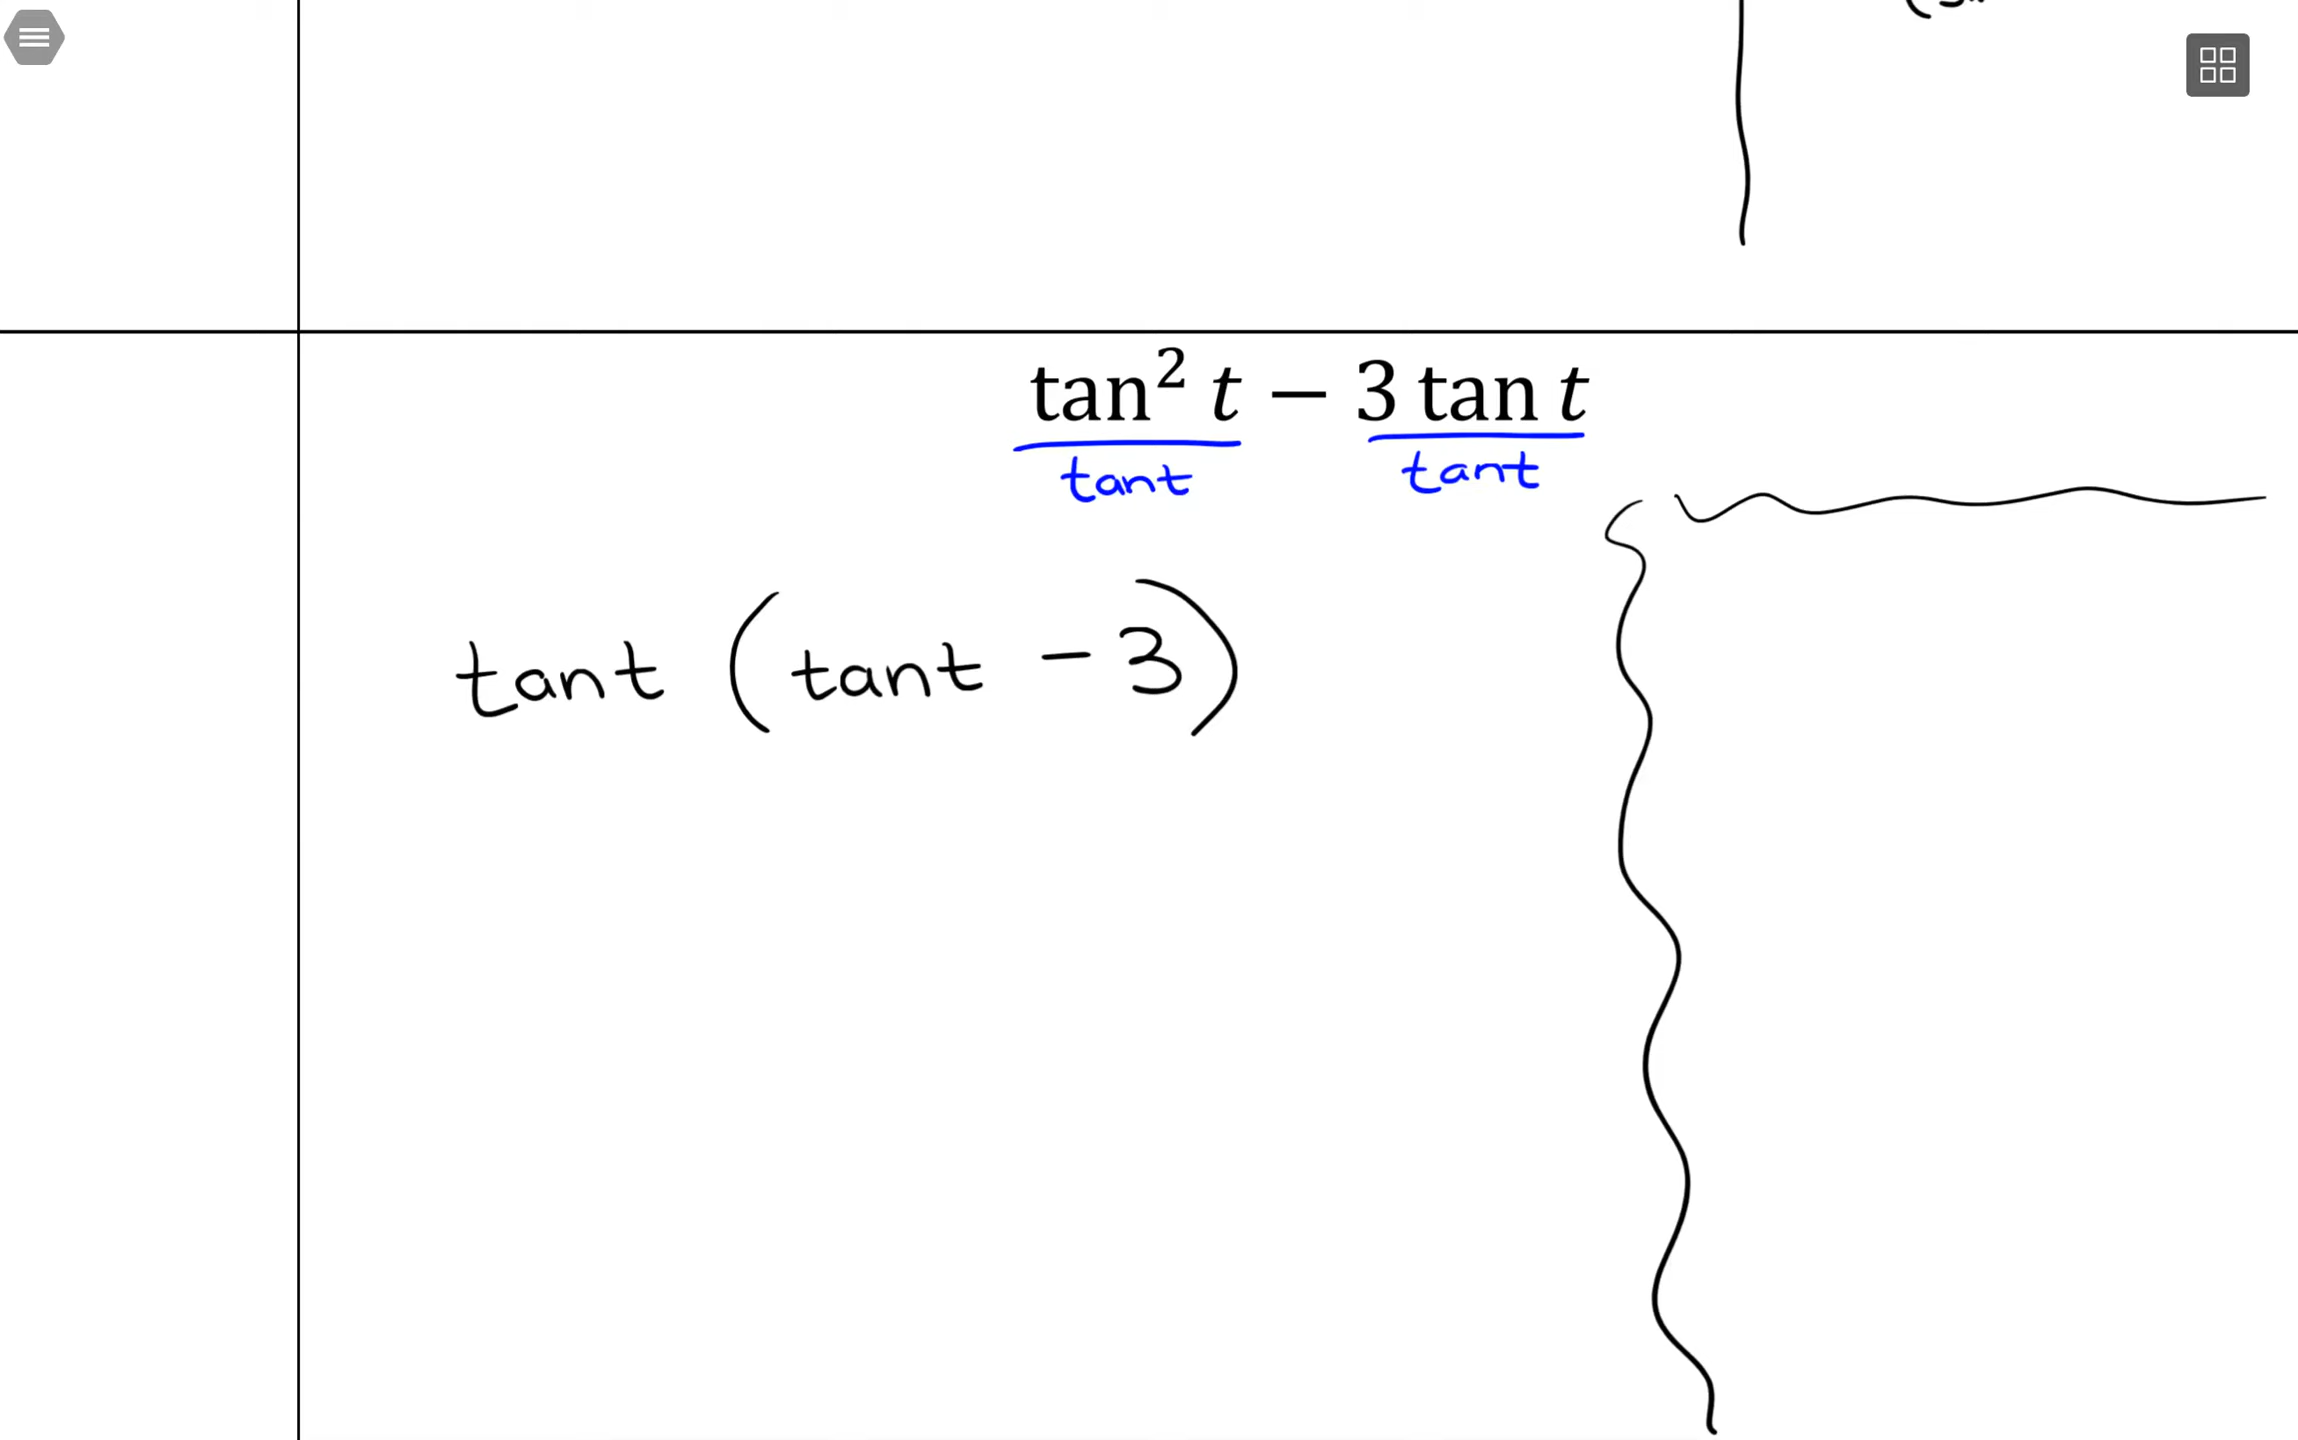 tan² t − 3 tan t
tant tant
tant (tant − 3)